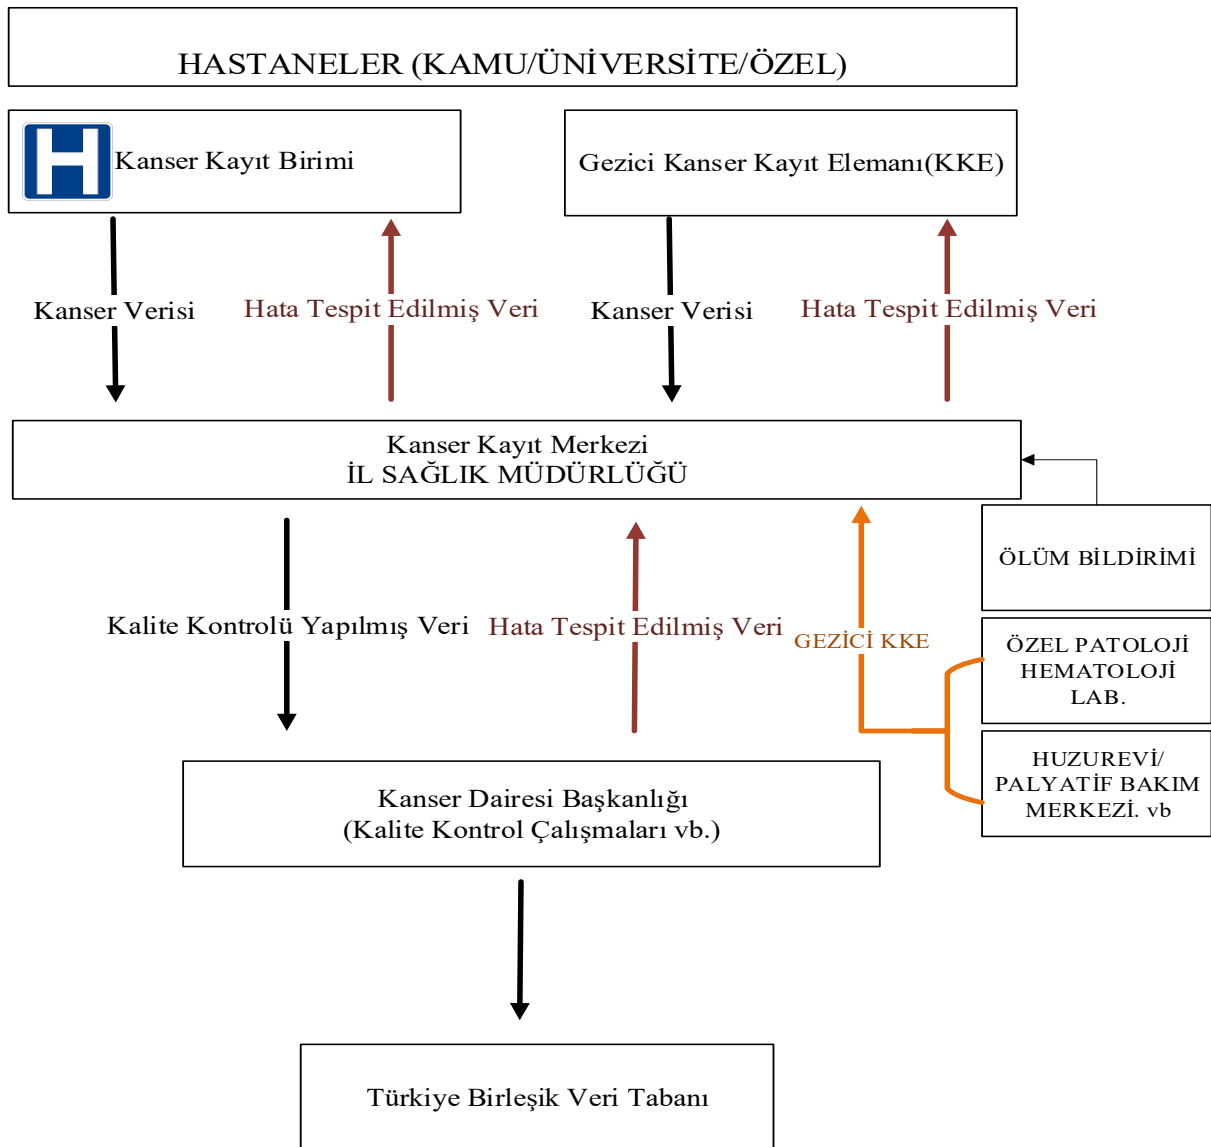 HASTANELER (KAMU/ÜNİVERSİTE/ÖZEL)
H
Kanser Kayıt Birimi
Gezici Kanser Kayıt Elemanı(KKE)
Kanser Verisi
Hata Tespit Edilmiş Veri
Kanser Verisi
Hata Tespit Edilmiş Veri
Kanser Kayıt Merkezi
İL SAĞLIK MÜDÜRLÜĞÜ
ÖLÜM BİLDİRİMİ
Kalite Kontrolü Yapılmış Veri
Hata Tespit Edilmiş Veri
GEZİCİ KKE
ÖZEL PATOLOJİ
HEMATOLOJİ
LAB.
HUZUREVİ/
PALYATİF BAKIM
MERKEZİ. vb
Kanser Dairesi Başkanlığı
(Kalite Kontrol Çalışmaları vb.)
Türkiye Birleşik Veri Tabanı